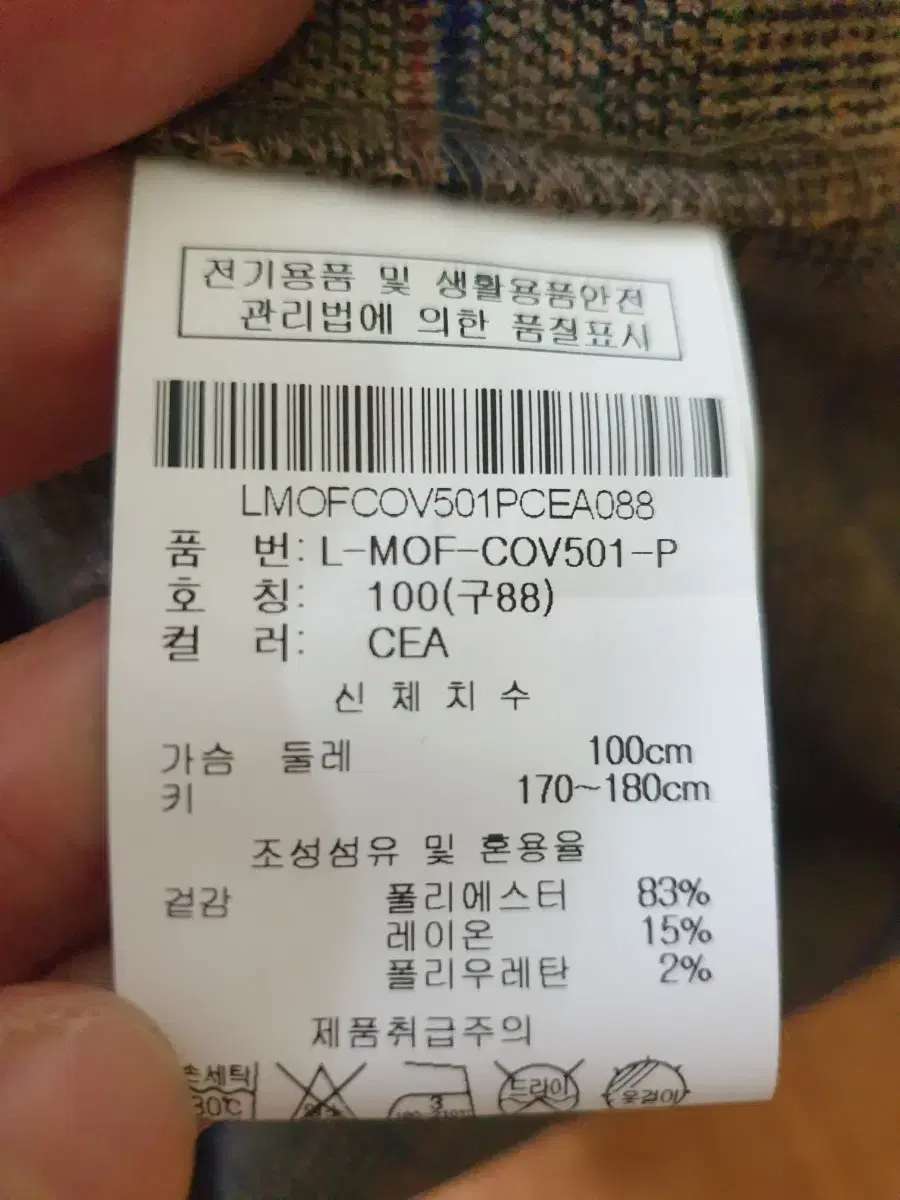 전기용품 및 생활용품안전
관리법에 의한 품질표시
LMOFCOV501PCEA088
품 번: L-MOF-COV501-P
호 칭: 100(구88)
컬 러: CEA
신 체 치 수
가슴 둘레 100cm
키 170~180cm
조성섬유 및 혼용율
겉감 폴리에스터 83%
레이온 15%
폴리우레탄 2%
제품취급주의
손세탁 드라이
30℃ 3 옷걸이